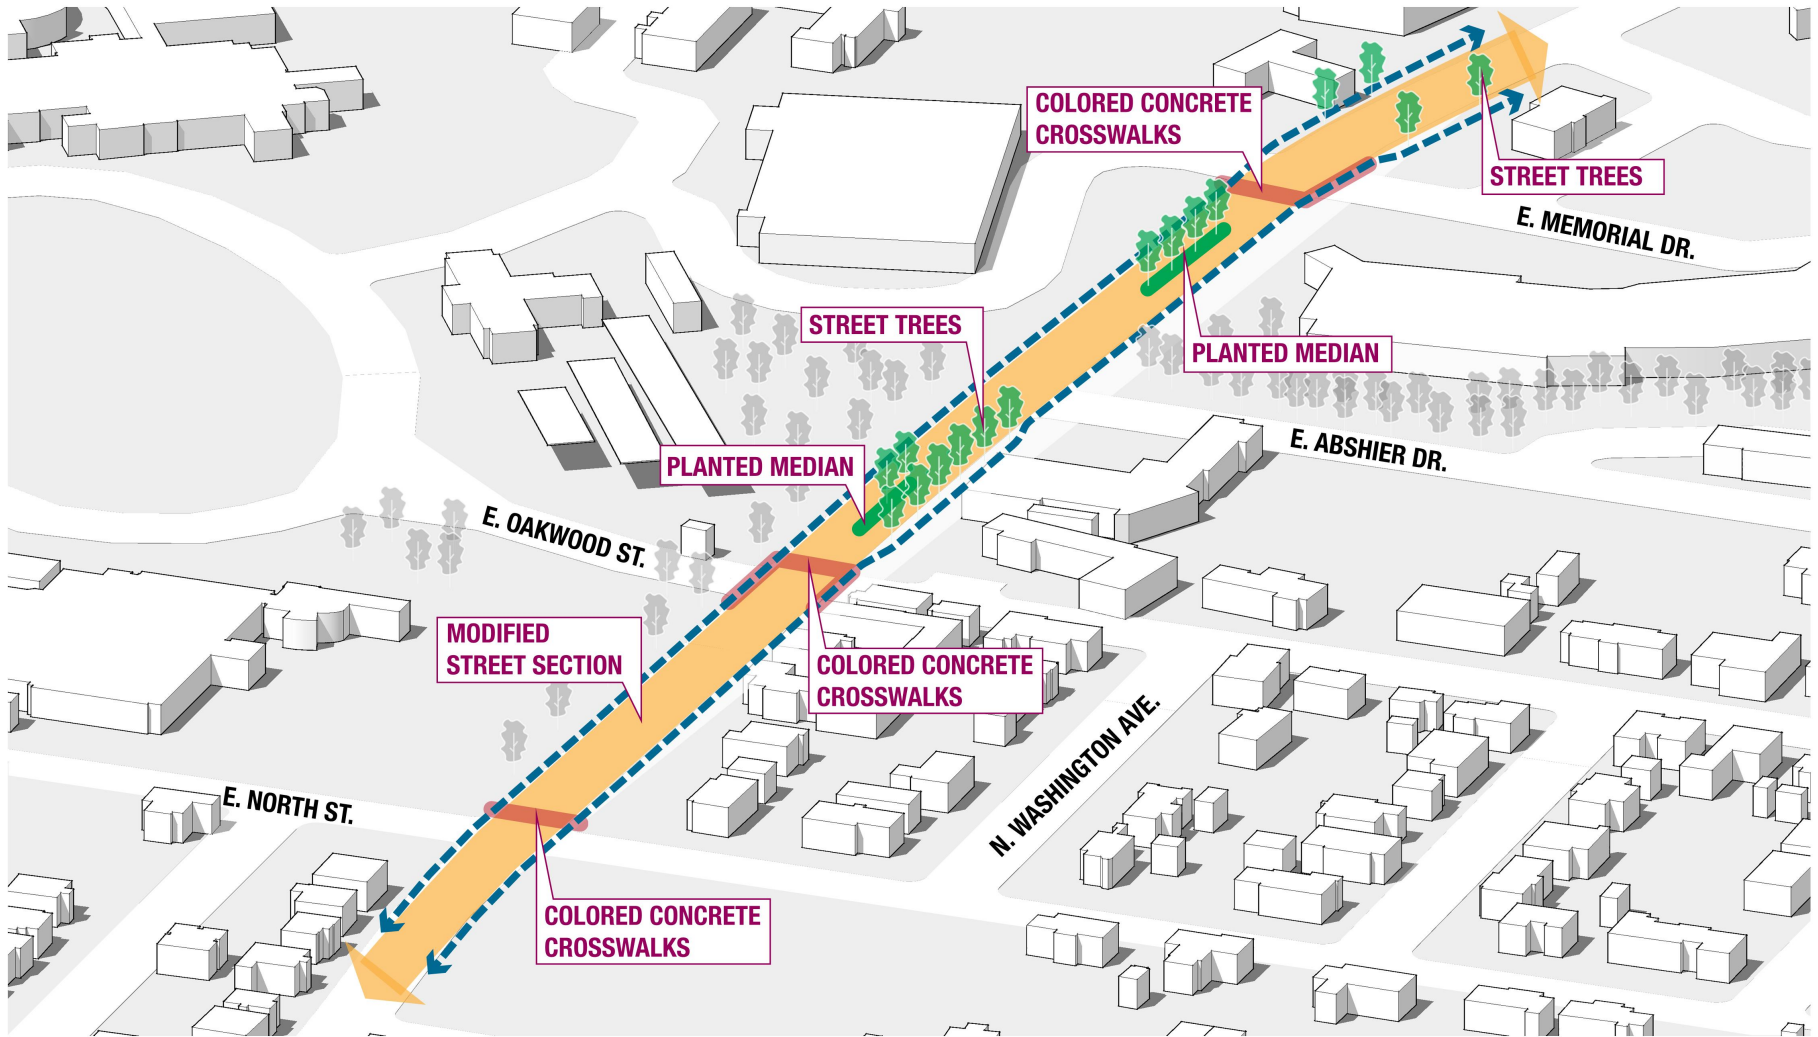 COLORED CONCRETE
CROSSWALKS
STREET TREES
E. MEMORIAL DR.
STREET TREES
PLANTED MEDIAN
E. ABSHIER DR.
PLANTED MEDIAN
E. OAKWOOD ST.
MODIFIED
STREET SECTION
COLORED CONCRETE
CROSSWALKS
N. WASHINGTON AVE.
E. NORTH ST.
COLORED CONCRETE
CROSSWALKS